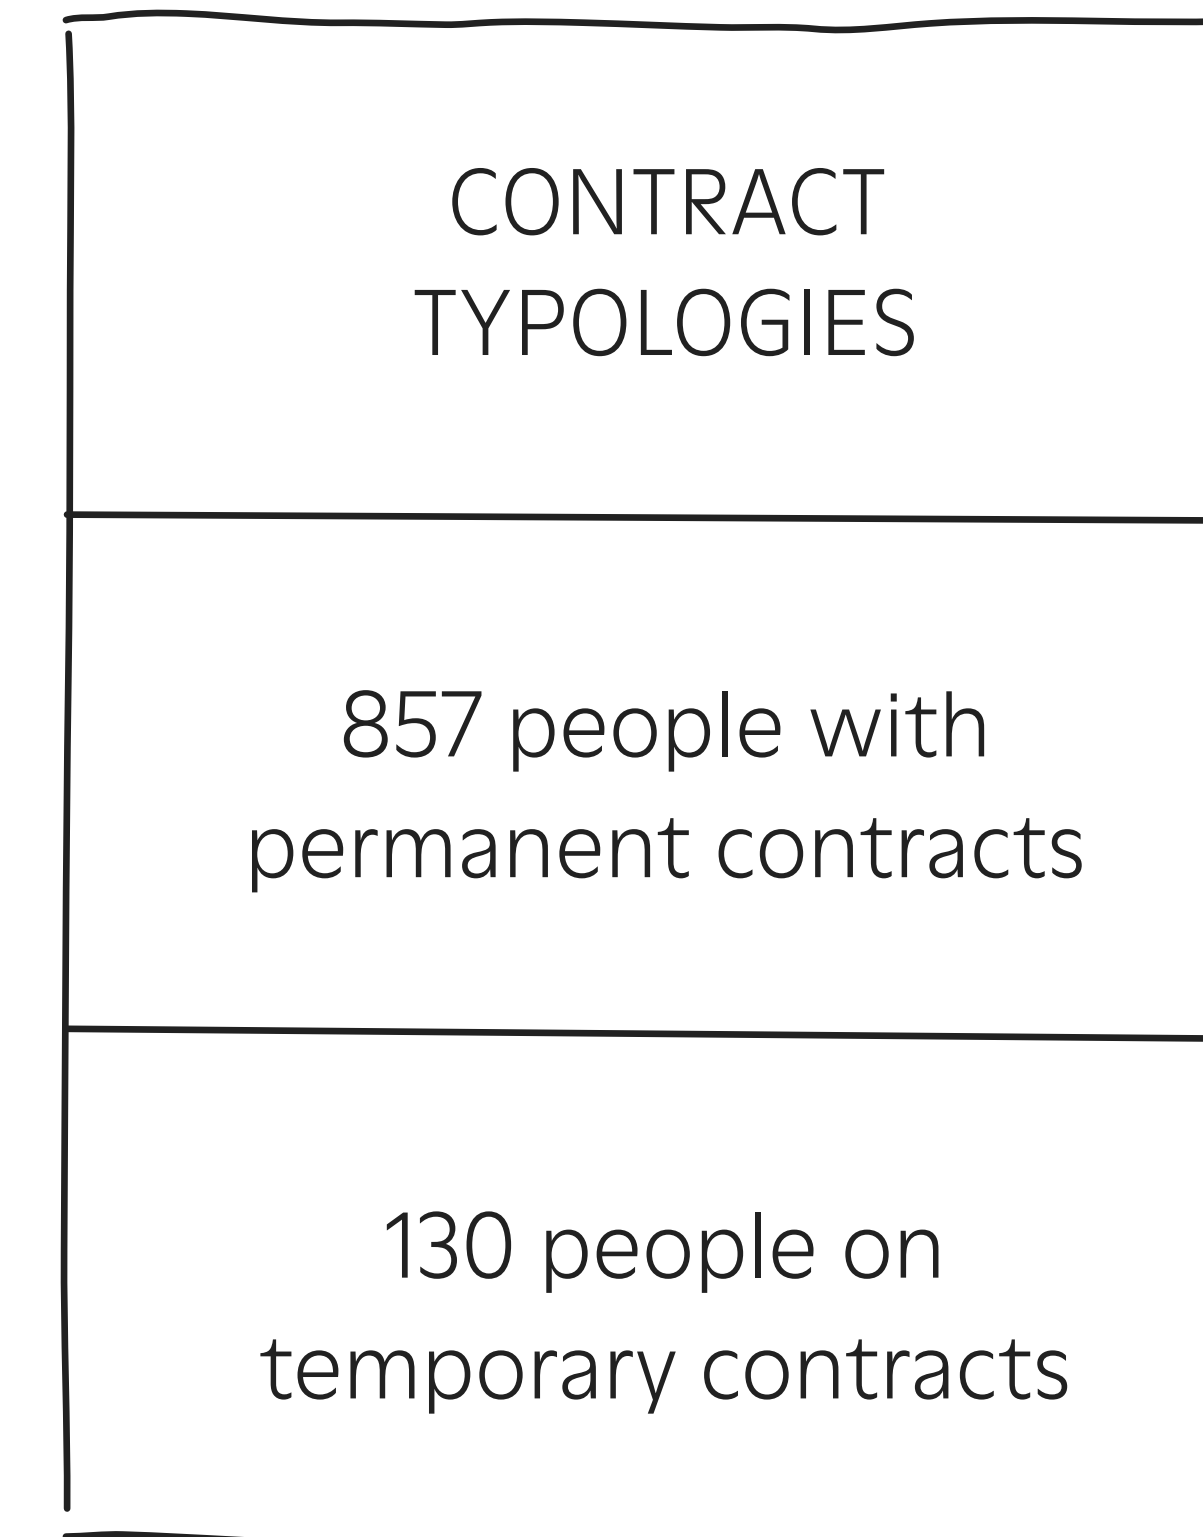 CONTRACT
TYPOLOGIES
857 people with
permanent contracts
130 people on
temporary contracts